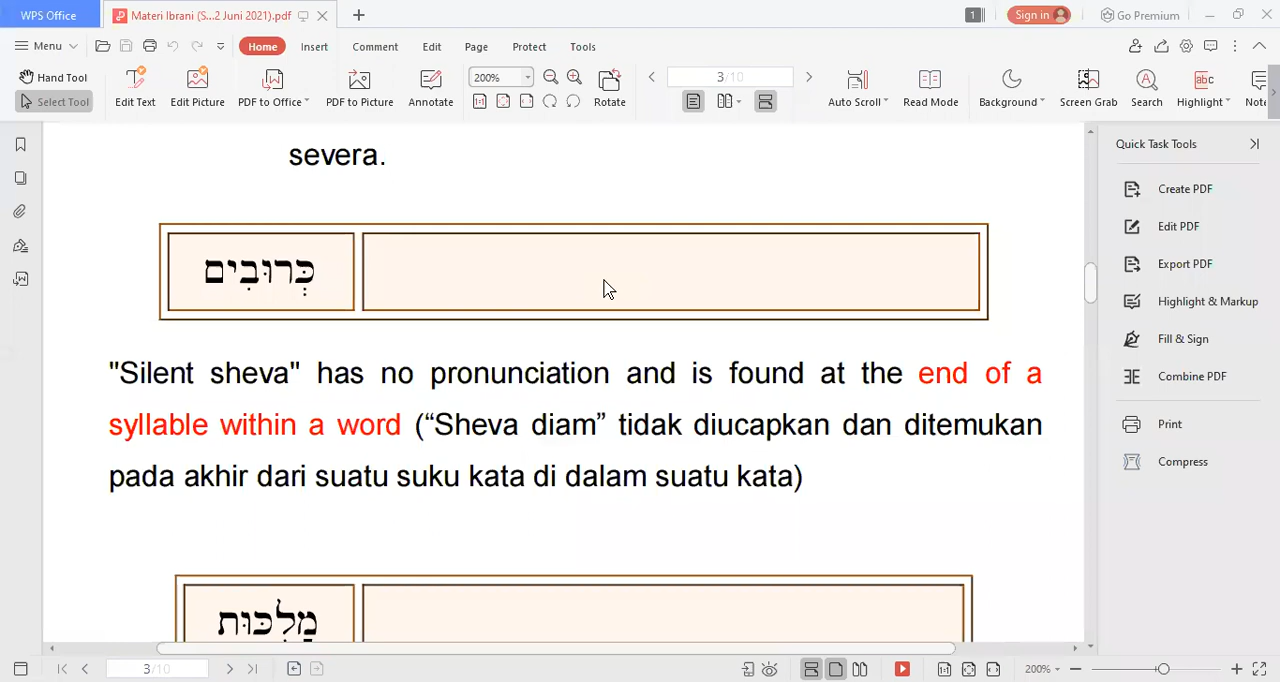 WPS Office
Materi Ibrani (S...2 Juni 2021).pdf
1
Sign in
Go Premium
Menu
Home
Insert
Comment
Edit
Page
Protect
Tools
Hand Tool
Select Tool
Edit Text
Edit Picture
PDF to Office
PDF to Picture
Annotate
200%
Rotate
3/10
Auto Scroll
Read Mode
Background
Screen Grab
Search
Highlight
Note
severa.
כְּרוּבִים
"Silent sheva" has no pronunciation and is found at the end of a
syllable within a word (“Sheva diam” tidak diucapkan dan ditemukan
pada akhir dari suatu suku kata di dalam suatu kata)
מַלְכּוּת
Quick Task Tools
Create PDF
Edit PDF
Export PDF
Highlight & Markup
Fill & Sign
Combine PDF
Print
Compress
3/10
200%